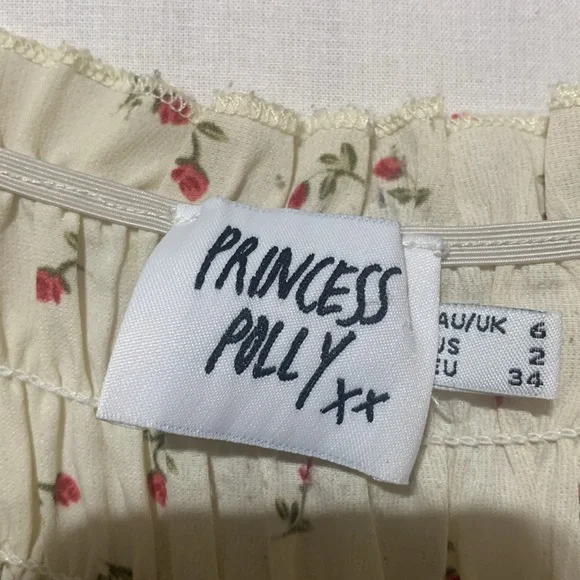 PRINCESS
POLLY xx
AU/UK 6
US 2
EU 34